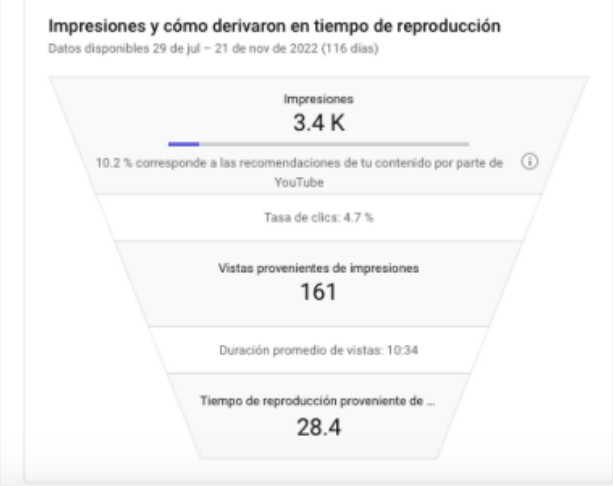 Impresiones y cómo derivaron en tiempo de reproducción
Datos disponibles 29 de jul – 21 de nov de 2022 (116 días)
Impresiones
3.4 K
10.2 % corresponde a las recomendaciones de tu contenido por parte de
YouTube
Tasa de clics: 4.7 %
Vistas provenientes de impresiones
161
Duración promedio de vistas: 10:34
Tiempo de reproducción proveniente de ...
28.4